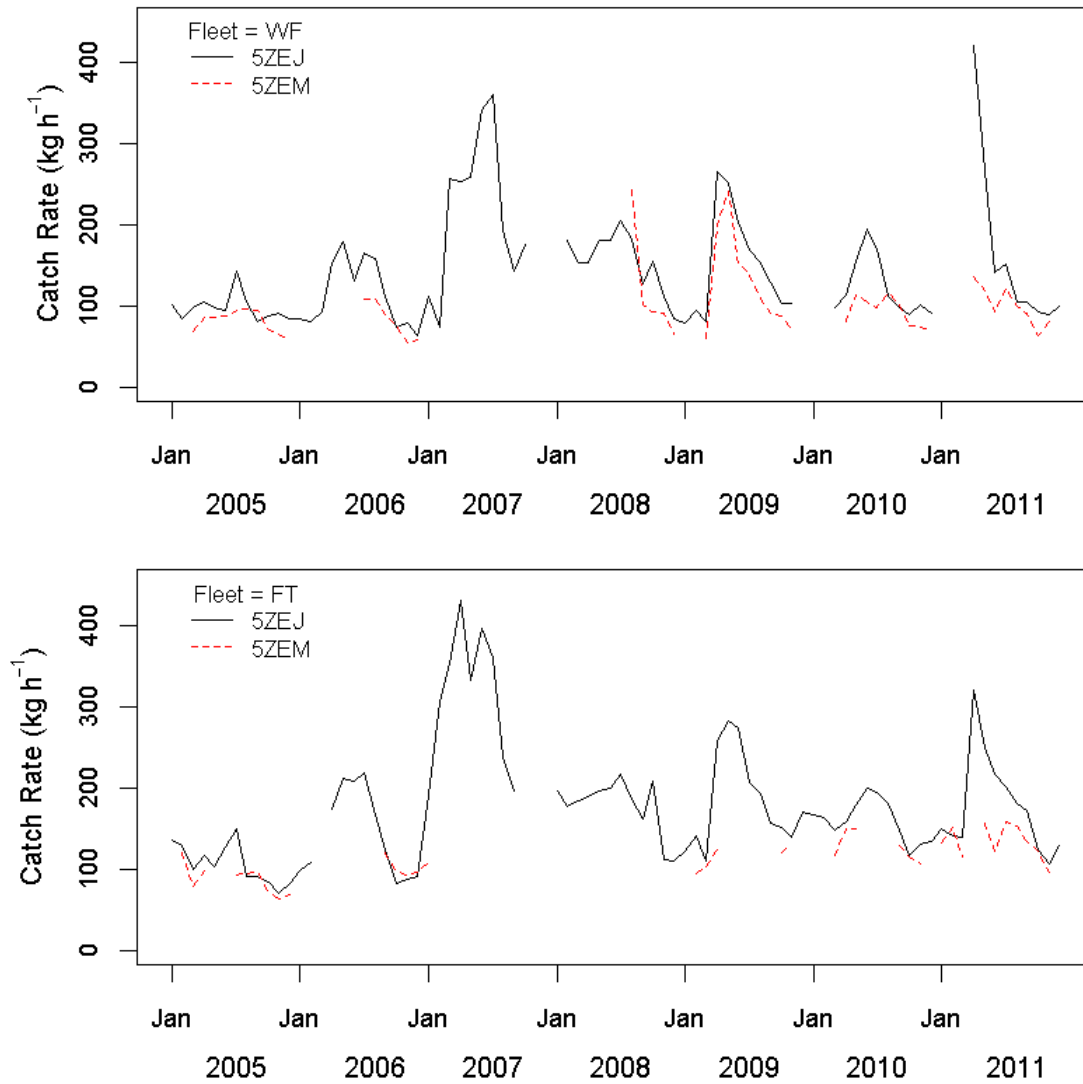 Fleet = WF
5ZEJ
5ZEM
Catch Rate (kg h⁻¹)
400
300
200
100
0
Jan Jan Jan Jan Jan Jan Jan
2005 2006 2007 2008 2009 2010 2011
Fleet = FT
5ZEJ
5ZEM
Catch Rate (kg h⁻¹)
400
300
200
100
0
Jan Jan Jan Jan Jan Jan Jan
2005 2006 2007 2008 2009 2010 2011